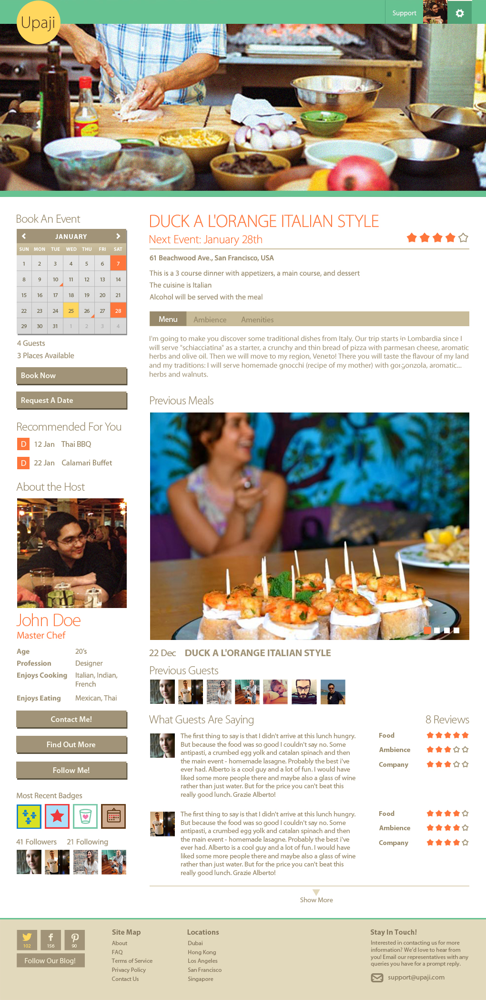 Upaji
Support
Book An Event
JANUARY
SUN MON TUE WED THU FRI SAT
1 2 3 4 5 6 7
8 9 10 11 12 13 14
15 16 17 18 19 20 21
22 23 24 25 26 27 28
29 30 31 1 2 3 4
4 Guests
3 Places Available
Book Now
Request A Date
Recommended For You
D 12 Jan Thai BBQ
D 22 Jan Calamari Buffet
About the Host
John Doe
Master Chef
Age 20's
Profession Designer
Enjoys Cooking Italian, Indian,
French
Enjoys Eating Mexican, Thai
Contact Me!
Find Out More
Follow Me!
Most Recent Badges
41 Followers 21 Following
DUCK A L'ORANGE ITALIAN STYLE
Next Event: January 28th
61 Beachwood Ave., San Francisco, USA
This is a 3 course dinner with appetizers, a main course, and dessert
The cuisine is Italian
Alcohol will be served with the meal
Menu Ambience Amenities
I'm going to make you discover some traditional dishes from Italy. Our trip starts in Lombardia since I
will serve "schiacciatina" as a starter, a crunchy and thin bread of pizza with parmesan cheese, aromatic
herbs and olive oil. Then we will move to my region, Veneto! There you will taste the flavour of my land
and my traditions: I will serve homemade gnocchi (recipe of my mother) with gorgonzola, aromatic...
herbs and walnuts.
Previous Meals
22 Dec DUCK A L'ORANGE ITALIAN STYLE
Previous Guests
What Guests Are Saying
8 Reviews
The first thing to say is that I didn't arrive at this lunch hungry.
But because the food was so good I couldn't say no. Some
antipasti, a crumbed egg yolk and catalan spinach and then
the main event - homemade lasagne. Probably the best i've
ever had. Alberto is a cool guy and a lot of fun. I would have
liked some more people there and maybe also a glass of wine
rather than just water. But for the price you can't beat this
really good lunch. Grazie Alberto!
Food
Ambience
Company
The first thing to say is that I didn't arrive at this lunch hungry.
But because the food was so good I couldn't say no. Some
antipasti, a crumbed egg yolk and catalan spinach and then
the main event - homemade lasagne. Probably the best i've
ever had. Alberto is a cool guy and a lot of fun. I would have
liked some more people there and maybe also a glass of wine
rather than just water. But for the price you can't beat this
really good lunch. Grazie Alberto!
Food
Ambience
Company
Show More
102 156 90
Follow Our Blog!
Site Map
About
FAQ
Terms of Service
Privacy Policy
Contact Us
Locations
Dubai
Hong Kong
Los Angeles
San Francisco
Singapore
Stay In Touch!
Interested in contacting us for more
information? We'd love to hear from
you! Email our representatives with any
queries you have for a prompt reply.
support@upaji.com